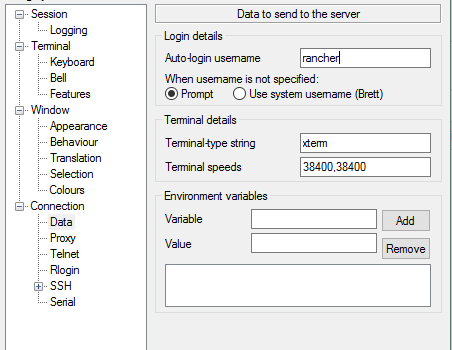 Session
Logging
Terminal
Keyboard
Bell
Features
Window
Appearance
Behaviour
Translation
Selection
Colours
Connection
Data
Proxy
Telnet
Rlogin
SSH
Serial
Data to send to the server
Login details
Auto-login username rancher
When username is not specified:
Prompt Use system username (Brett)
Terminal details
Terminal-type string xterm
Terminal speeds 38400,38400
Environment variables
Variable Add
Value Remove